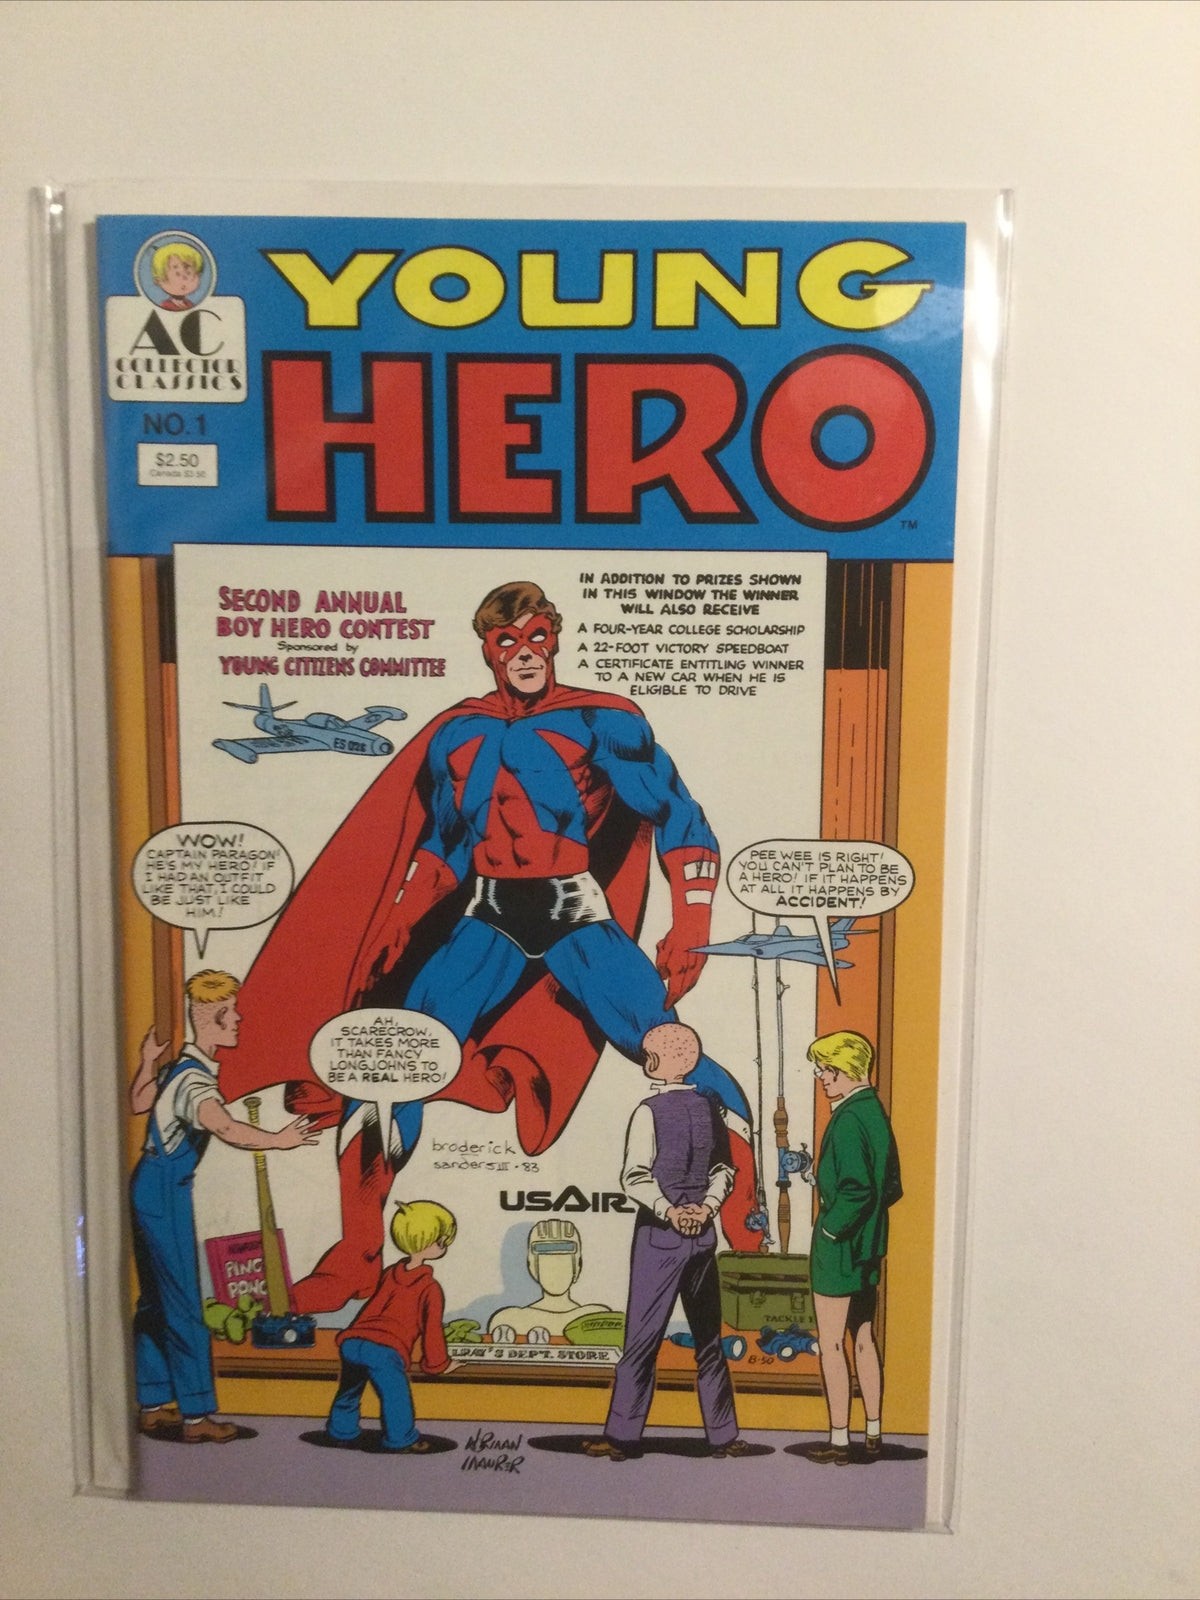 YOUNG
HERO
TM
AC
COLLECTOR
CLASSICS
NO. 1
$2.50
Canada $3.50
SECOND ANNUAL
BOY HERO CONTEST
Sponsored by
YOUNG CITIZENS COMMITTEE
IN ADDITION TO PRIZES SHOWN
IN THIS WINDOW THE WINNER
WILL ALSO RECEIVE
A FOUR-YEAR COLLEGE SCHOLARSHIP
A 22-FOOT VICTORY SPEEDBOAT
A CERTIFICATE ENTITLING WINNER
TO A NEW CAR WHEN HE IS
ELIGIBLE TO DRIVE
ES 026
WOW!
CAPTAIN PARAGON!
HE'S MY HERO! IF
I HAD AN OUTFIT
LIKE THAT, I COULD
BE JUST LIKE
HIM!
PEE WEE IS RIGHT!
YOU CAN'T PLAN TO BE
A HERO! IF IT HAPPENS
AT ALL IT HAPPENS BY
ACCIDENT!
AH,
SCARECROW,
IT TAKES MORE
THAN FANCY
LONGJOHNS TO
BE A REAL HERO!
broderick
sanders III • 83
USAIR
PING
PONG
TACKLE
B-50
LRAY'S DEPT. STORE
NORMAN
MAURER